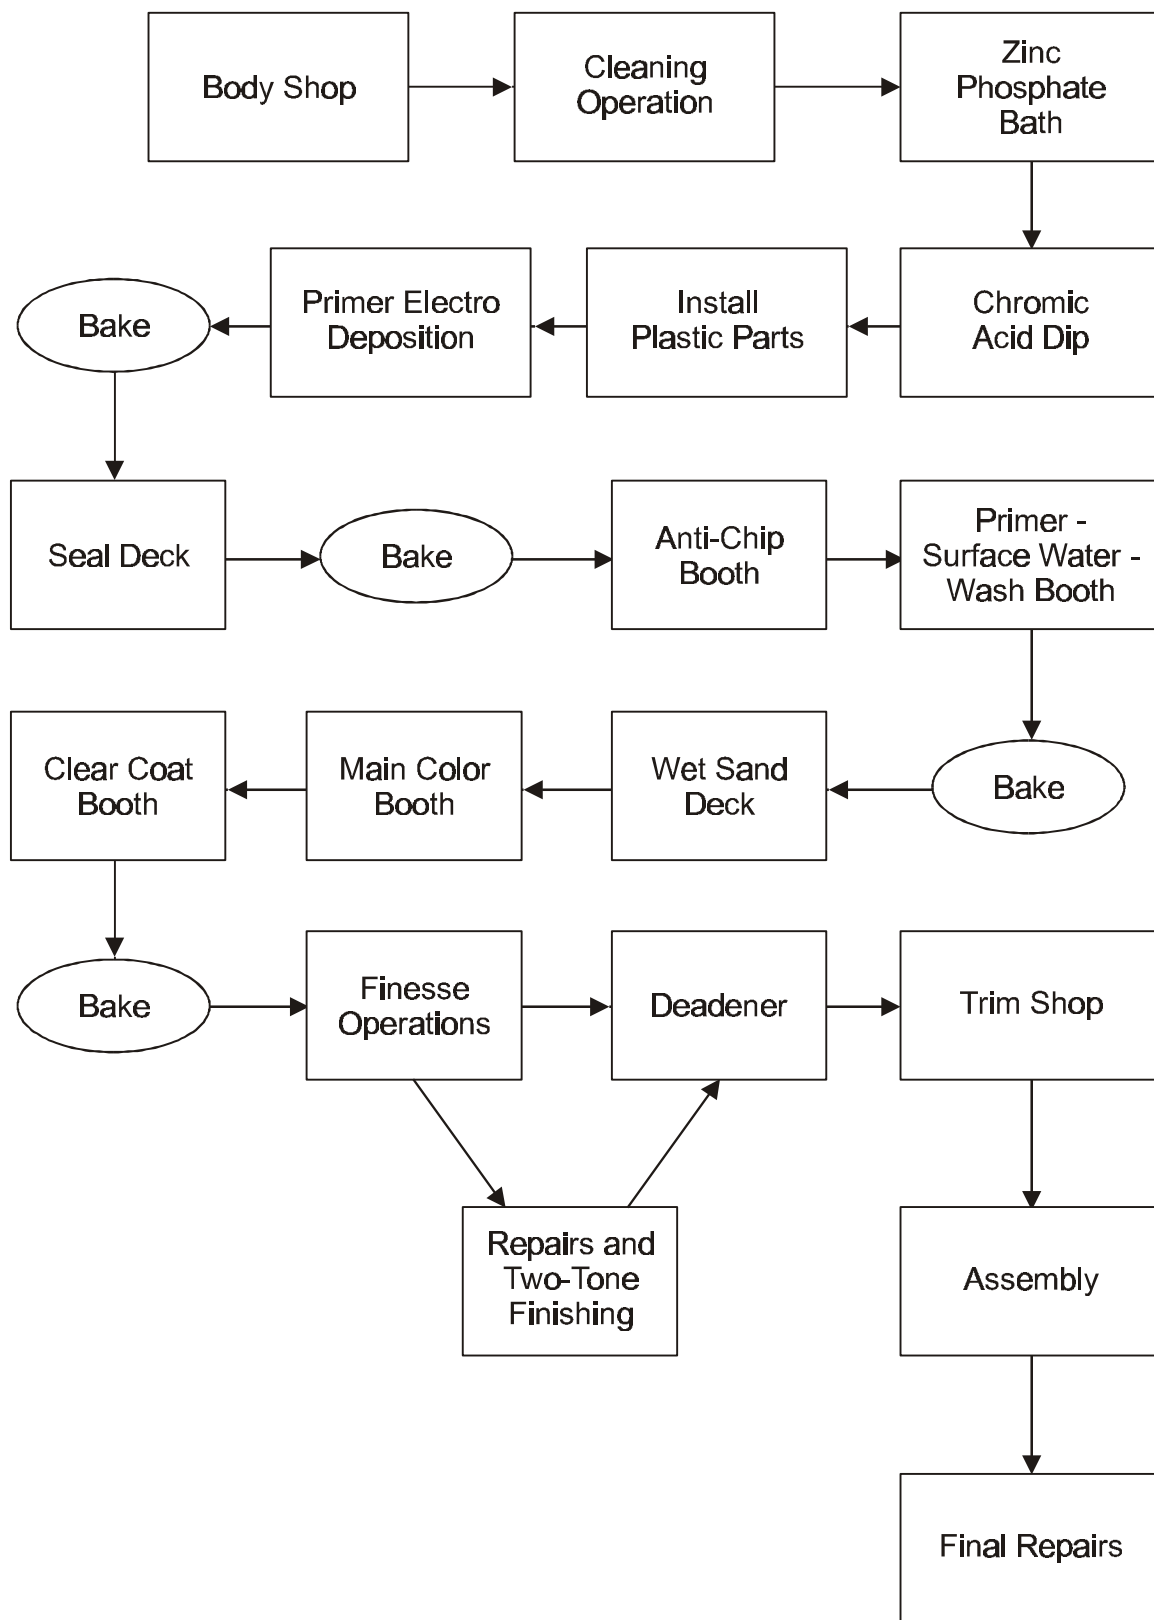 Body Shop
Cleaning
Operation
Zinc
Phosphate
Bath
Bake
Primer Electro
Deposition
Install
Plastic Parts
Chromic
Acid Dip
Seal Deck
Bake
Anti-Chip
Booth
Primer -
Surface Water -
Wash Booth
Clear Coat
Booth
Main Color
Booth
Wet Sand
Deck
Bake
Bake
Finesse
Operations
Deadener
Trim Shop
Repairs and
Two-Tone
Finishing
Assembly
Final Repairs